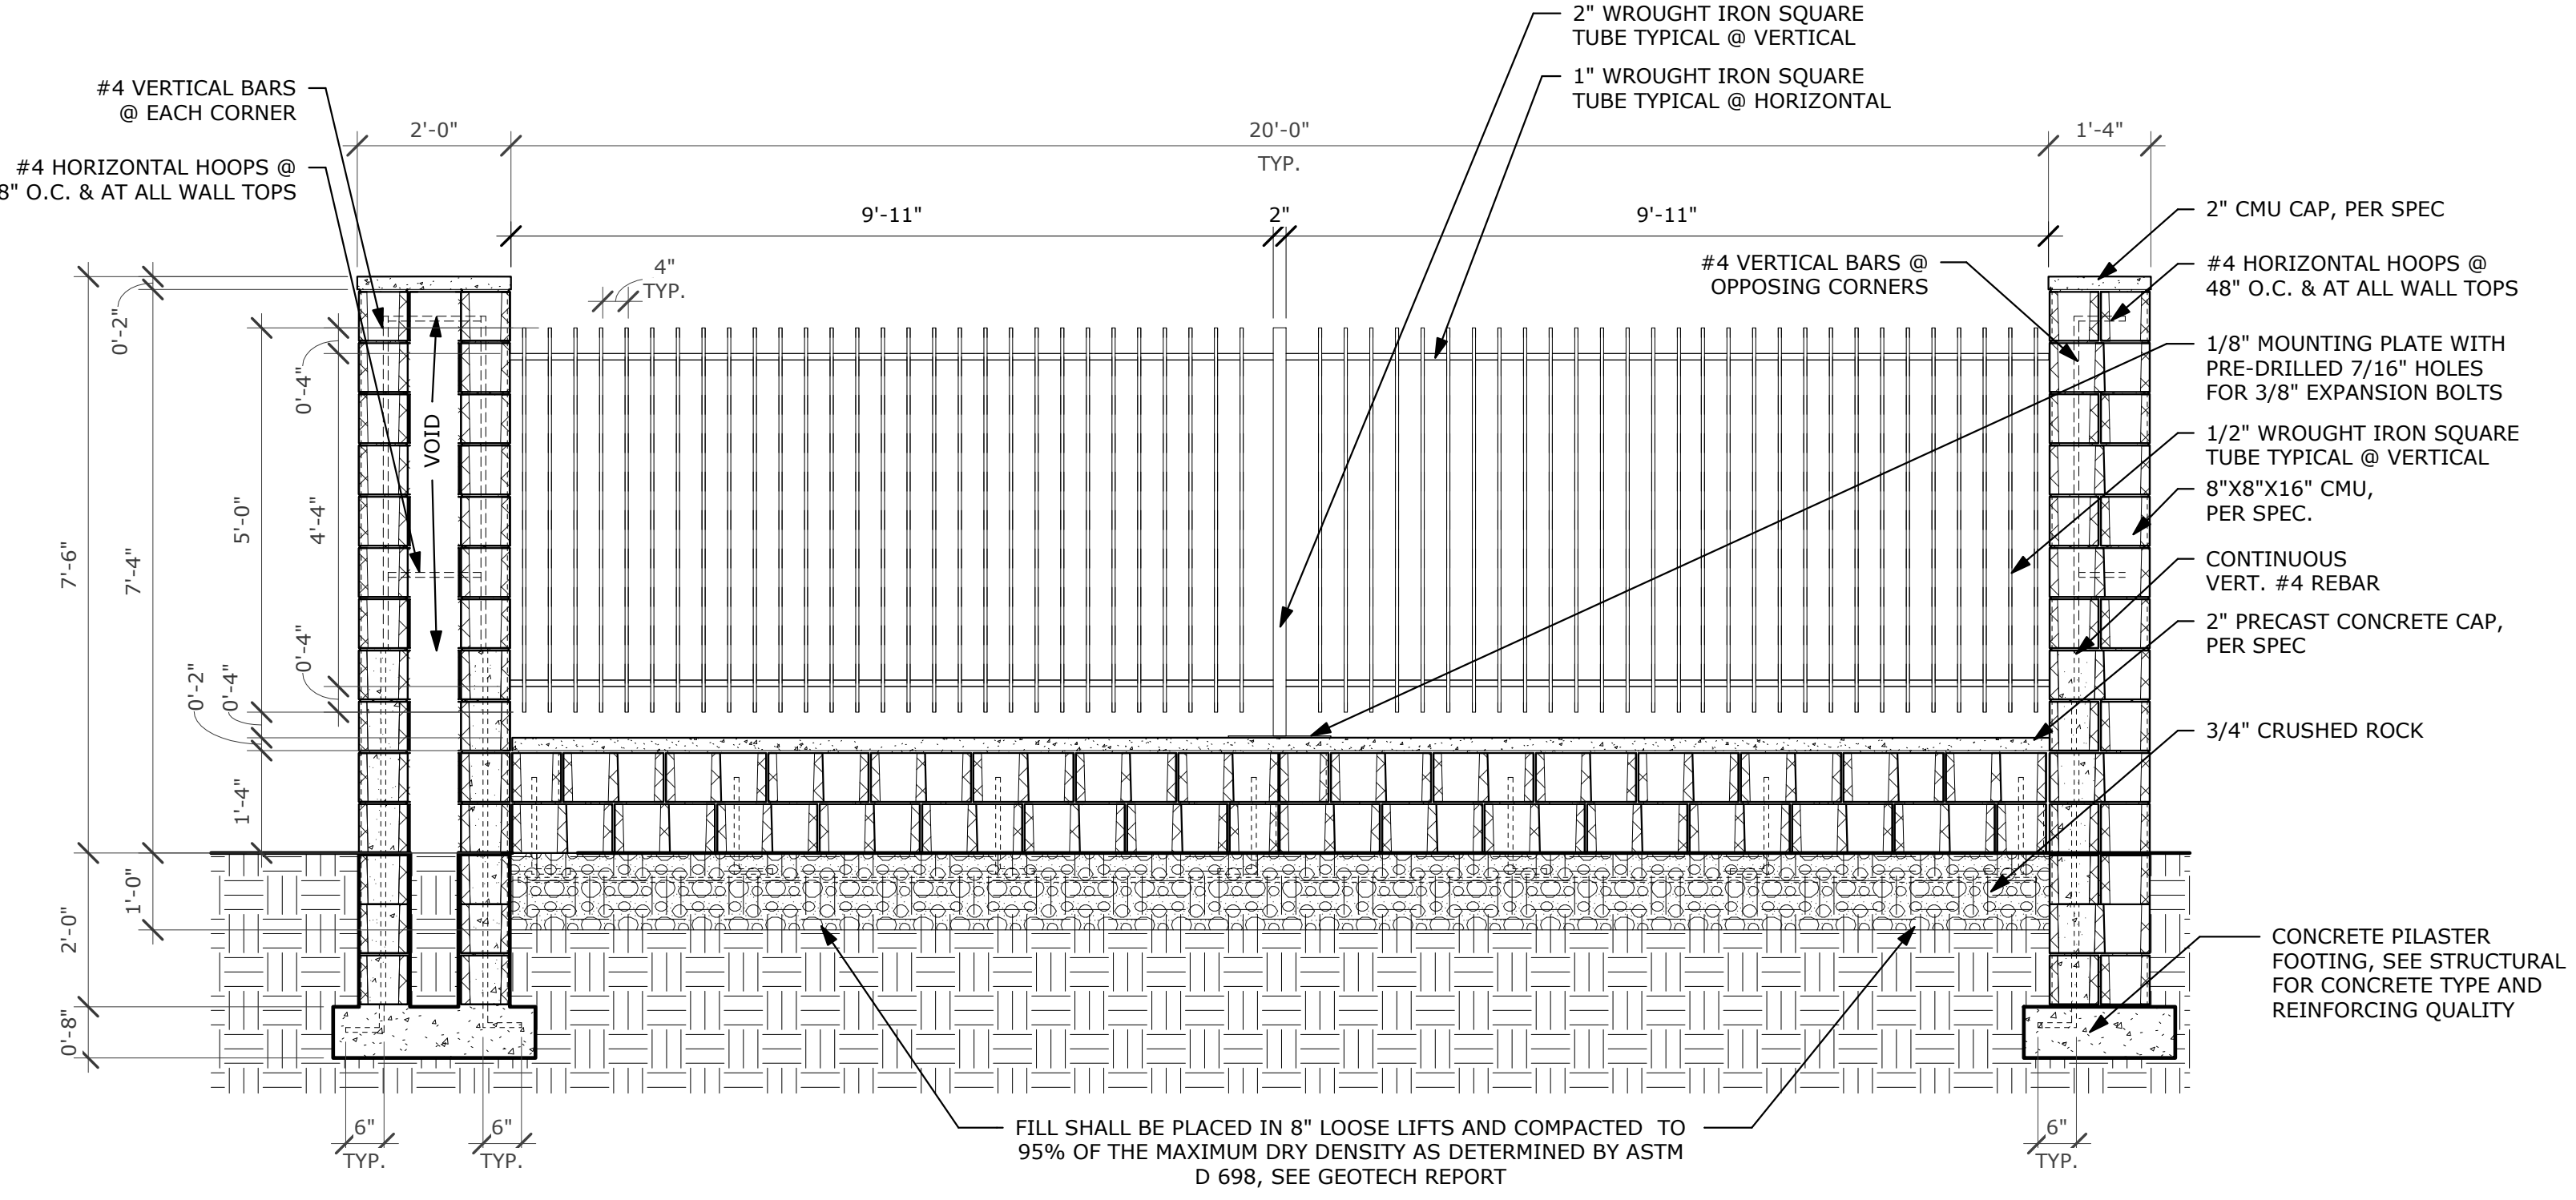 2" WROUGHT IRON SQUARE
TUBE TYPICAL @ VERTICAL
1" WROUGHT IRON SQUARE
TUBE TYPICAL @ HORIZONTAL
#4 VERTICAL BARS
@ EACH CORNER
#4 HORIZONTAL HOOPS @
8" O.C. & AT ALL WALL TOPS
2'-0"
20'-0"
TYP.
1'-4"
9'-11"
2"
9'-11"
4"
TYP.
#4 VERTICAL BARS @
OPPOSING CORNERS
2" CMU CAP, PER SPEC
#4 HORIZONTAL HOOPS @
48" O.C. & AT ALL WALL TOPS
1/8" MOUNTING PLATE WITH
PRE-DRILLED 7/16" HOLES
FOR 3/8" EXPANSION BOLTS
1/2" WROUGHT IRON SQUARE
TUBE TYPICAL @ VERTICAL
8"X8"X16" CMU,
PER SPEC.
CONTINUOUS
VERT. #4 REBAR
2" PRECAST CONCRETE CAP,
PER SPEC
3/4" CRUSHED ROCK
CONCRETE PILASTER
FOOTING, SEE STRUCTURAL
FOR CONCRETE TYPE AND
REINFORCING QUALITY
VOID
7'-6"
7'-4"
0'-2"
5'-0"
0'-4"
4'-4"
0'-4"
0'-2"
0'-4"
1'-4"
1'-0"
2'-0"
0'-8"
6"
TYP.
6"
TYP.
6"
TYP.
FILL SHALL BE PLACED IN 8" LOOSE LIFTS AND COMPACTED TO
95% OF THE MAXIMUM DRY DENSITY AS DETERMINED BY ASTM
D 698, SEE GEOTECH REPORT